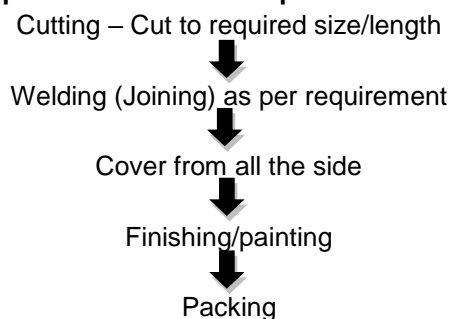 Cutting – Cut to required size/length
Welding (Joining) as per requirement
Cover from all the side
Finishing/painting
Packing